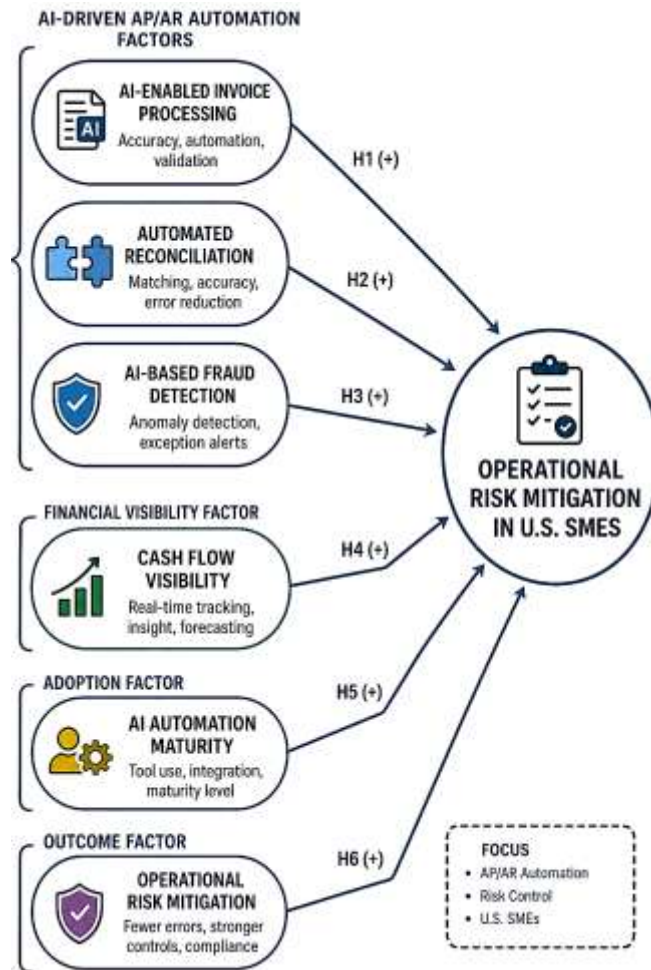 AI-DRIVEN AP/AR AUTOMATION
FACTORS
AI-ENABLED INVOICE
PROCESSING
AI
Accuracy, automation,
validation
H1 (+)
AUTOMATED
RECONCILIATION
Matching, accuracy,
error reduction
H2 (+)
AI-BASED FRAUD
DETECTION
Anomaly detection,
exception alerts
H3 (+)
OPERATIONAL
RISK MITIGATION
IN U.S. SMES
FINANCIAL VISIBILITY FACTOR
CASH FLOW
VISIBILITY
Real-time tracking,
insight, forecasting
H4 (+)
ADOPTION FACTOR
AI AUTOMATION
MATURITY
Tool use, integration,
maturity level
H5 (+)
OUTCOME FACTOR
OPERATIONAL
RISK MITIGATION
Fewer errors, stronger
controls, compliance
H6 (+)
FOCUS
• AP/AR Automation
• Risk Control
• U.S. SMEs